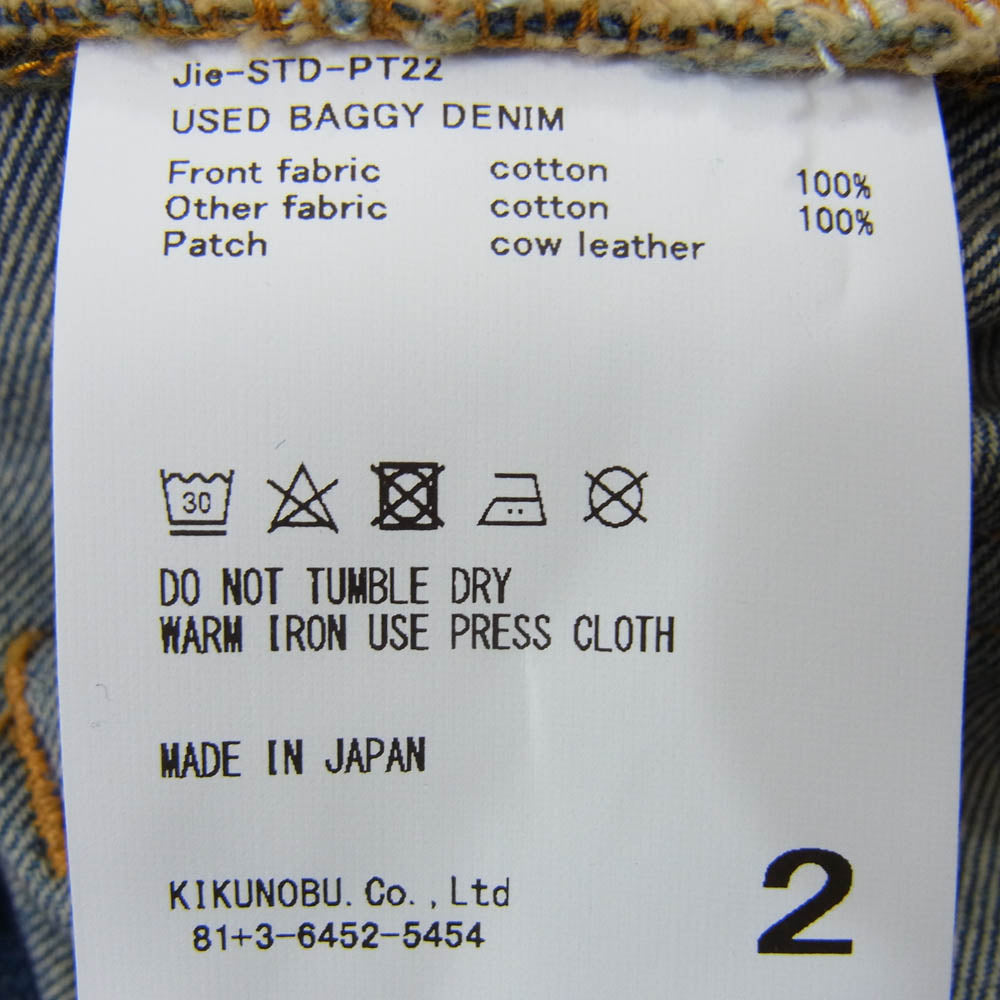 Jie-STD-PT22
USED BAGGY DENIM
Front fabric cotton 100%
Other fabric cotton 100%
Patch cow leather
30
DO NOT TUMBLE DRY
WARM IRON USE PRESS CLOTH
MADE IN JAPAN
KIKUNOBU. Co. , Ltd
81+3-6452-5454
2